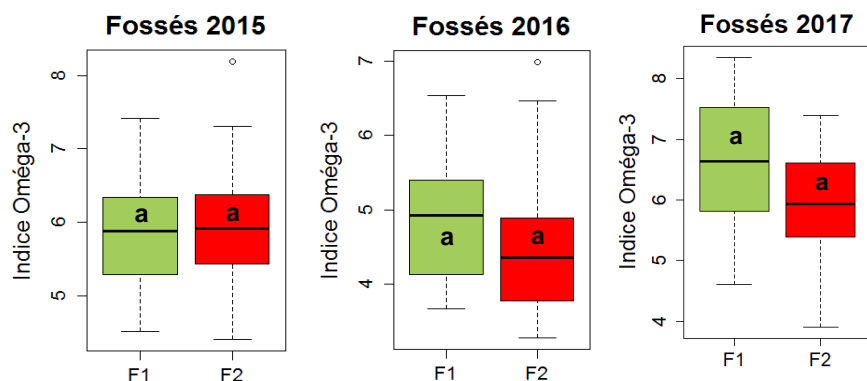 Fossés 2015
Indice Oméga-3
8
7
6
5
a
a
F1
F2
Fossés 2016
Indice Oméga-3
7
6
5
4
a
a
F1
F2
Fossés 2017
Indice Oméga-3
8
7
6
5
4
a
a
F1
F2